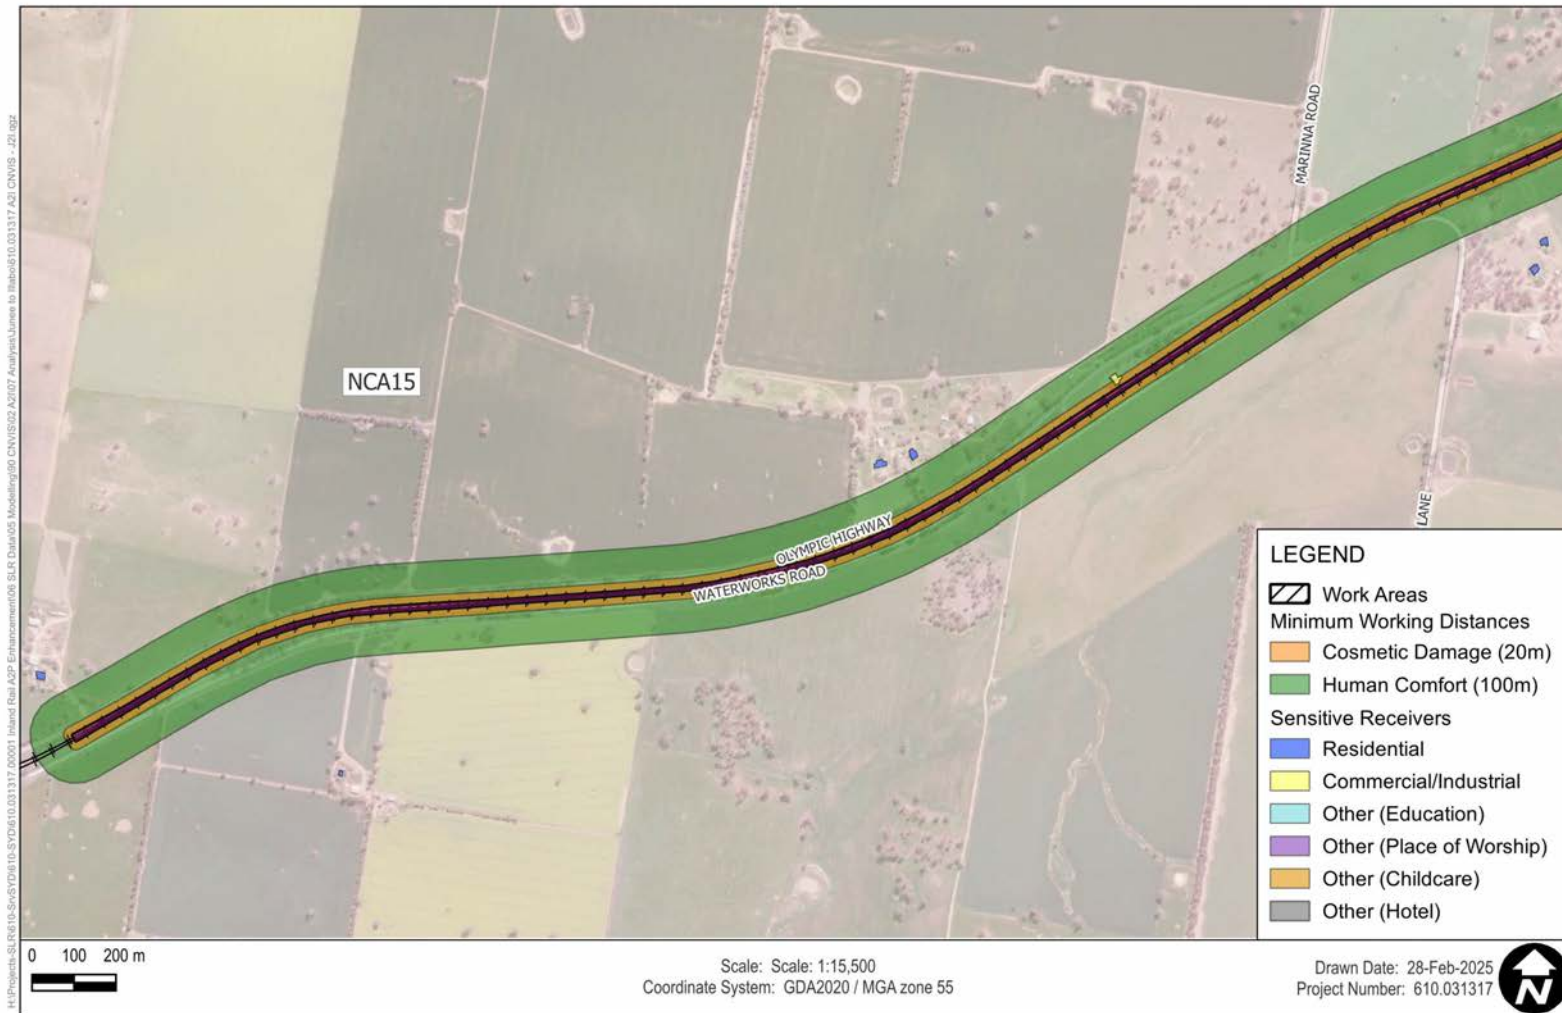 MARINNA ROAD
NCA15
OLYMPIC HIGHWAY
WATERWORKS ROAD
LANE
LEGEND
Work Areas
Minimum Working Distances
Cosmetic Damage (20m)
Human Comfort (100m)
Sensitive Receivers
Residential
Commercial/Industrial
Other (Education)
Other (Place of Worship)
Other (Childcare)
Other (Hotel)
0 100 200 m
Scale: Scale: 1:15,500
Coordinate System: GDA2020 / MGA zone 55
Drawn Date: 28-Feb-2025
Project Number: 610.031317
N